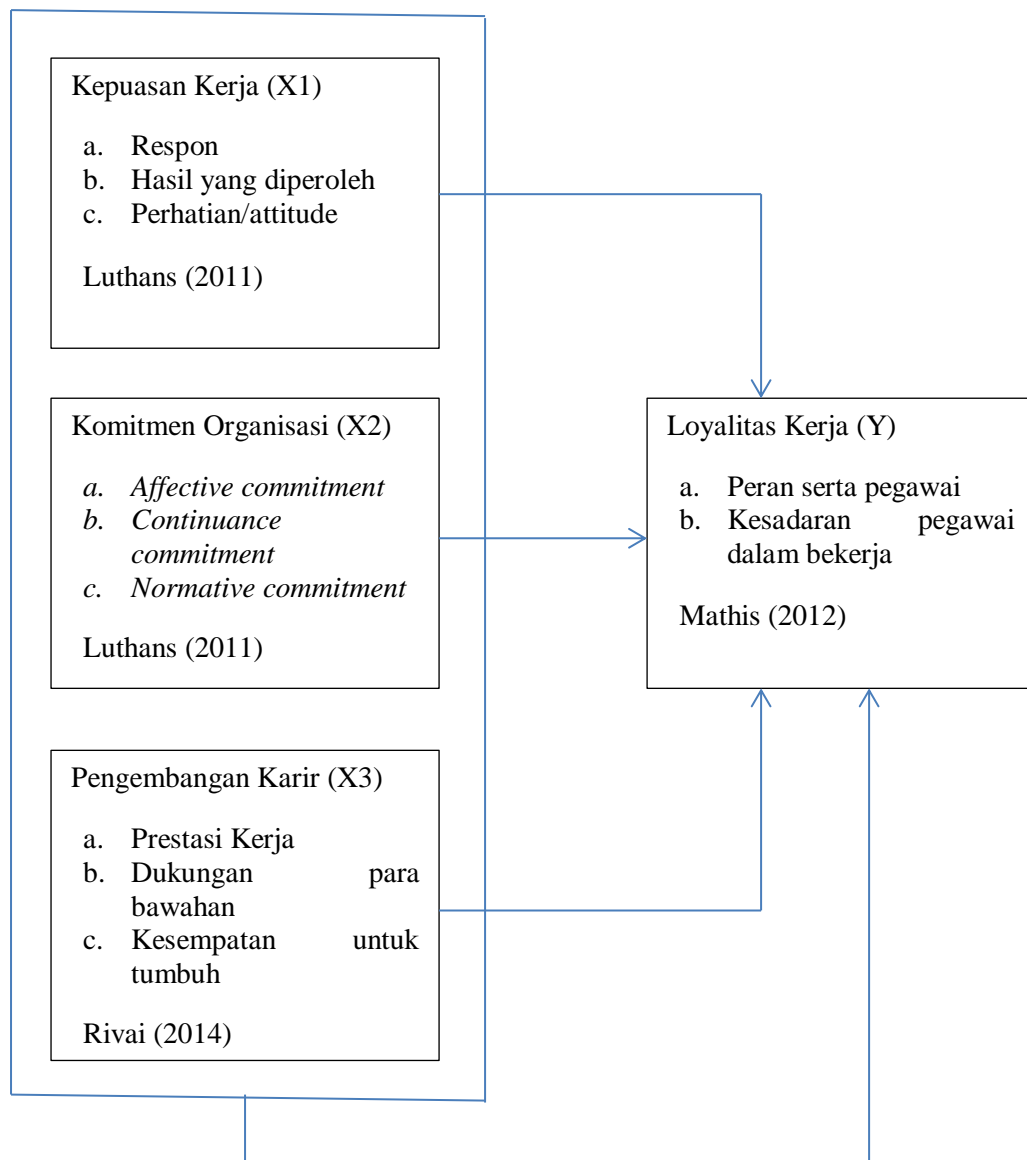 Kepuasan Kerja (X1)
a. Respon
b. Hasil yang diperoleh
c. Perhatian/attitude
Luthans (2011)
Komitmen Organisasi (X2)
a. Affective commitment
b. Continuance
commitment
c. Normative commitment
Luthans (2011)
Pengembangan Karir (X3)
a. Prestasi Kerja
b. Dukungan para
bawahan
c. Kesempatan untuk
tumbuh
Rivai (2014)
Loyalitas Kerja (Y)
a. Peran serta pegawai
b. Kesadaran pegawai
dalam bekerja
Mathis (2012)